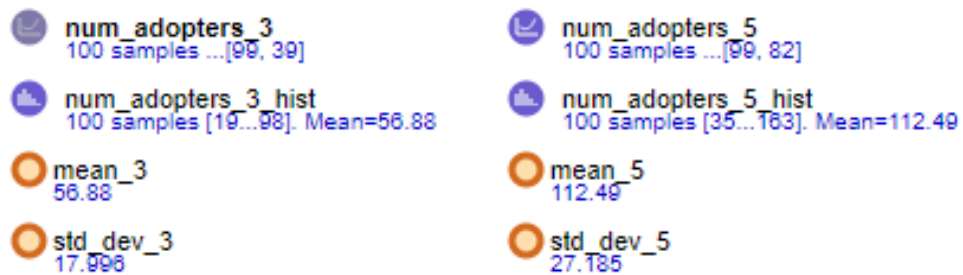 num_adopters_3
100 samples ...[99, 39]
num_adopters_3_hist
100 samples [19...98]. Mean=56.88
mean_3
56.88
std_dev_3
17.996
num_adopters_5
100 samples ...[99, 82]
num_adopters_5_hist
100 samples [35...163]. Mean=112.49
mean_5
112.49
std_dev_5
27.185